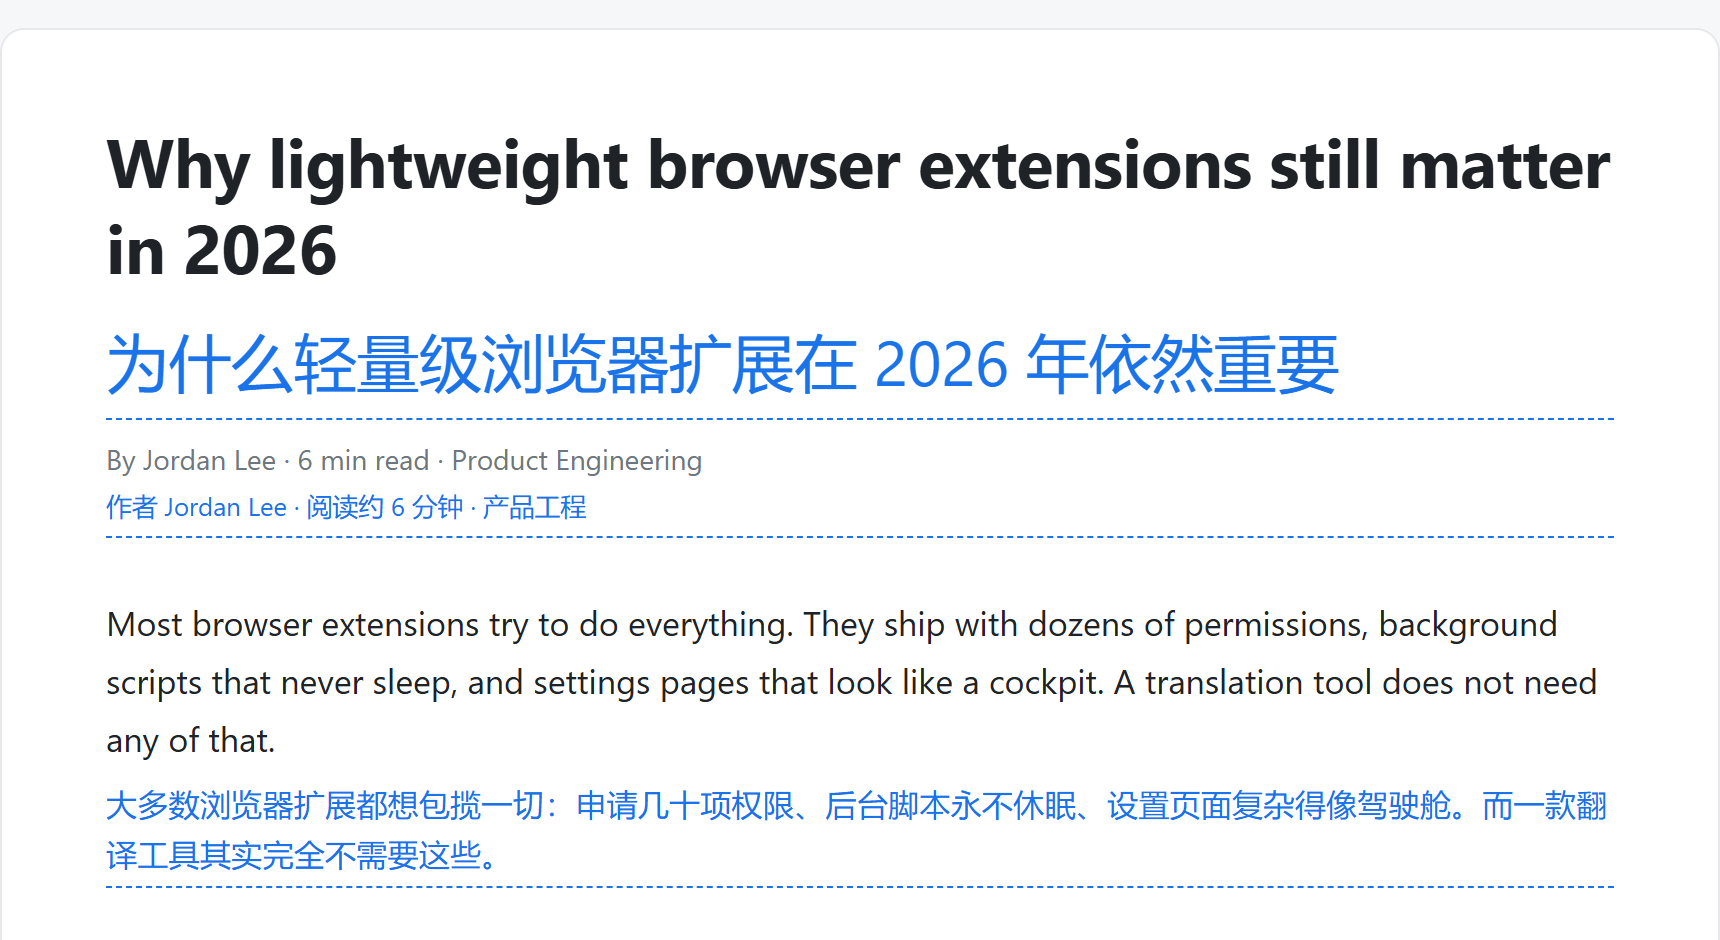 Why lightweight browser extensions still matter
in 2026
为什么轻量级浏览器扩展在 2026 年依然重要
By Jordan Lee · 6 min read · Product Engineering
作者 Jordan Lee · 阅读约 6 分钟 · 产品工程
Most browser extensions try to do everything. They ship with dozens of permissions, background
scripts that never sleep, and settings pages that look like a cockpit. A translation tool does not need
any of that.
大多数浏览器扩展都想包揽一切：申请几十项权限、后台脚本永不休眠、设置页面复杂得像驾驶舱。而一款翻
译工具其实完全不需要这些。